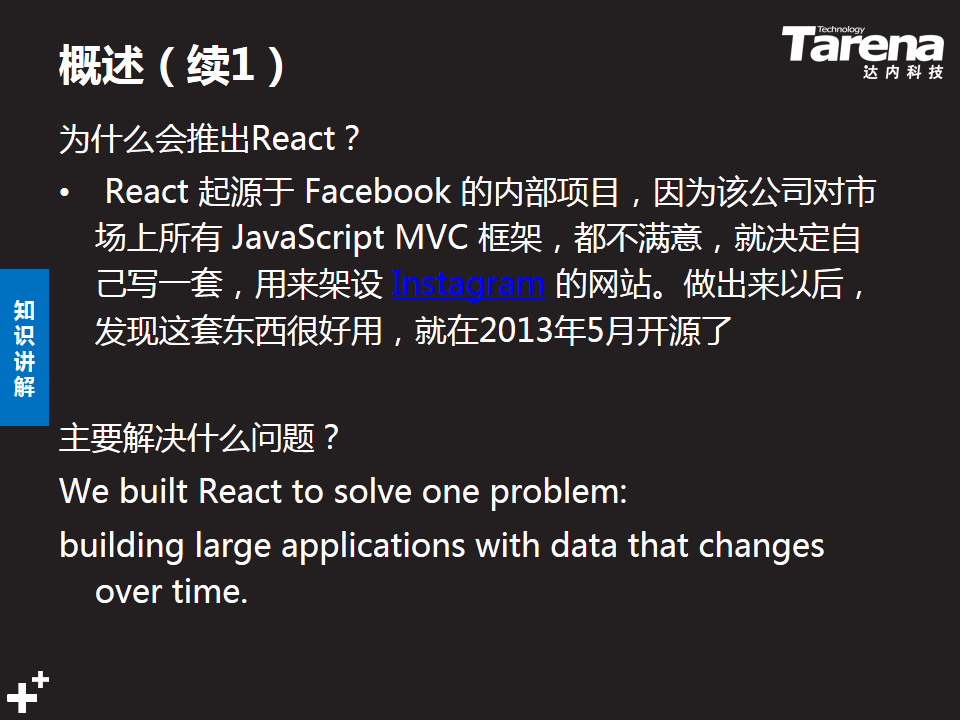 概述（续1）
Technology
Tarena
达内科技
为什么会推出React？
• React 起源于 Facebook 的内部项目，因为该公司对市
场上所有 JavaScript MVC 框架，都不满意，就决定自
己写一套，用来架设 Instagram 的网站。做出来以后，
发现这套东西很好用，就在2013年5月开源了
知
识
讲
解
主要解决什么问题？
We built React to solve one problem:
building large applications with data that changes
over time.